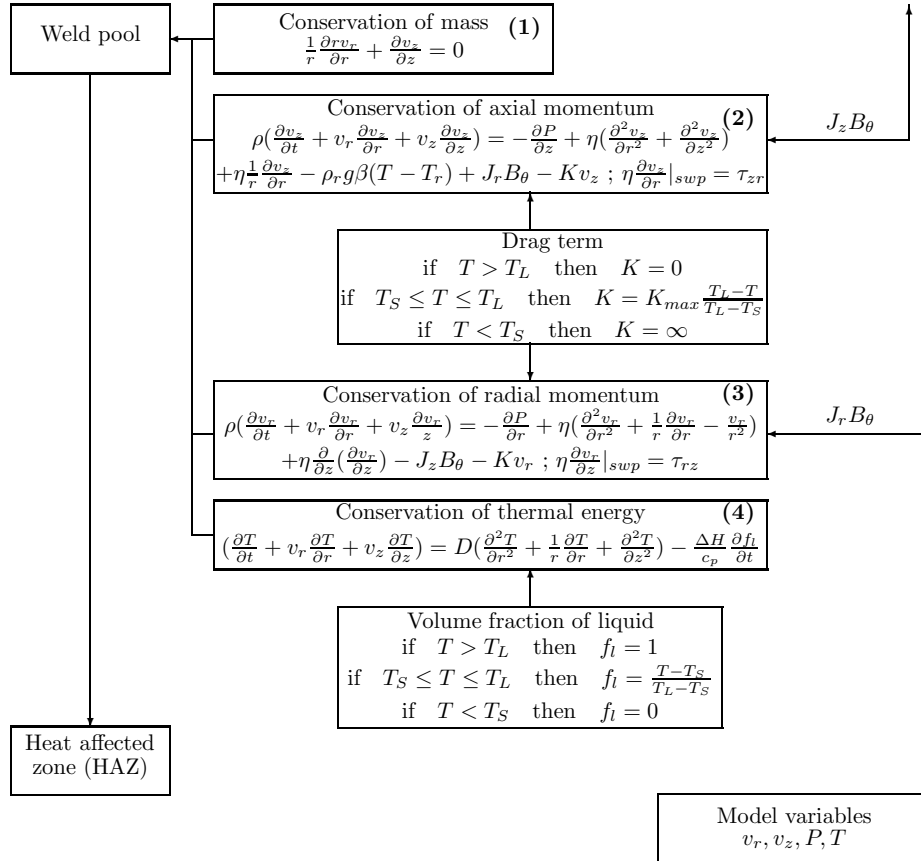 Weld pool
Conservation of mass (1)
$\frac{1}{r}\frac{\partial r v_r}{\partial r} + \frac{\partial v_z}{\partial z} = 0$
Conservation of axial momentum (2)
$\rho(\frac{\partial v_z}{\partial t} + v_r\frac{\partial v_z}{\partial r} + v_z\frac{\partial v_z}{\partial z}) = -\frac{\partial P}{\partial z} + \eta(\frac{\partial^2 v_z}{\partial r^2} + \frac{\partial^2 v_z}{\partial z^2})$
$+\eta\frac{1}{r}\frac{\partial v_z}{\partial r} - \rho_r g\beta(T - T_r) + J_r B_\theta - K v_z \; ; \; \eta\frac{\partial v_z}{\partial r}|_{swp} = \tau_{zr}$
$J_z B_\theta$
Drag term
if $T > T_L$ then $K = 0$
if $T_S \leq T \leq T_L$ then $K = K_{max}\frac{T_L - T}{T_L - T_S}$
if $T < T_S$ then $K = \infty$
Conservation of radial momentum (3)
$\rho(\frac{\partial v_r}{\partial t} + v_r\frac{\partial v_r}{\partial r} + v_z\frac{\partial v_r}{z}) = -\frac{\partial P}{\partial r} + \eta(\frac{\partial^2 v_r}{\partial r^2} + \frac{1}{r}\frac{\partial v_r}{\partial r} - \frac{v_r}{r^2})$
$+\eta\frac{\partial}{\partial z}(\frac{\partial v_r}{\partial z}) - J_z B_\theta - K v_r \; ; \; \eta\frac{\partial v_r}{\partial z}|_{swp} = \tau_{rz}$
$J_r B_\theta$
Conservation of thermal energy (4)
$(\frac{\partial T}{\partial t} + v_r\frac{\partial T}{\partial r} + v_z\frac{\partial T}{\partial z}) = D(\frac{\partial^2 T}{\partial r^2} + \frac{1}{r}\frac{\partial T}{\partial r} + \frac{\partial^2 T}{\partial z^2}) - \frac{\Delta H}{c_p}\frac{\partial f_l}{\partial t}$
Volume fraction of liquid
if $T > T_L$ then $f_l = 1$
if $T_S \leq T \leq T_L$ then $f_l = \frac{T - T_S}{T_L - T_S}$
if $T < T_S$ then $f_l = 0$
Heat affected
zone (HAZ)
Model variables
$v_r, v_z, P, T$